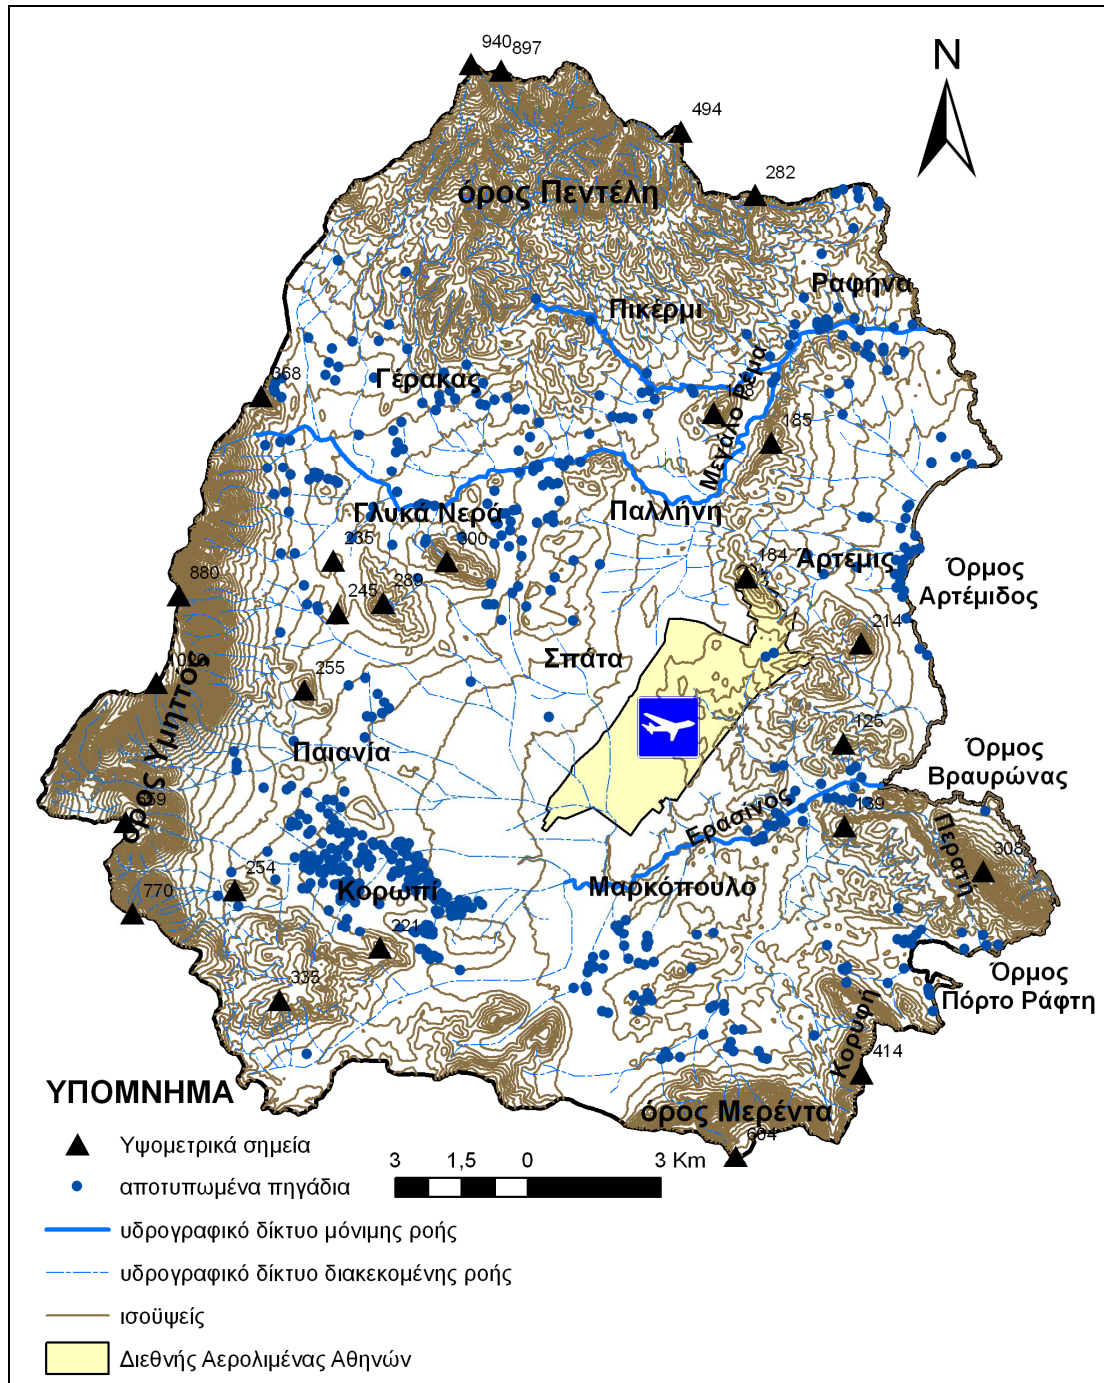 940
897
N
494
282
όρος Πεντέλη
Ραφήνα
Πικέρμι
Μεγάλο Ρέμα
Γέρακας
368
185
Γλυκά Νερά
Παλλήνη
235
300
184
Άρτεμις
Όρμος
Αρτέμιδος
880
245
289
214
Σπάτα
255
όρος Υμηττός
125
Παιανία
Όρμος
Βραυρώνας
Ερασίνος
139
Περατή
308
254
Κορωπί
Μαρκόπουλο
770
221
335
Όρμος
Πόρτο Ράφτη
Κορυφή
414
ΥΠΟΜΝΗΜΑ
όρος Μερέντα
604
Υψομετρικά σημεία
3 1,5 0 3 Km
αποτυπωμένα πηγάδια
υδρογραφικό δίκτυο μόνιμης ροής
υδρογραφικό δίκτυο διακεκομένης ροής
ισοϋψείς
Διεθνής Αερολιμένας Αθηνών